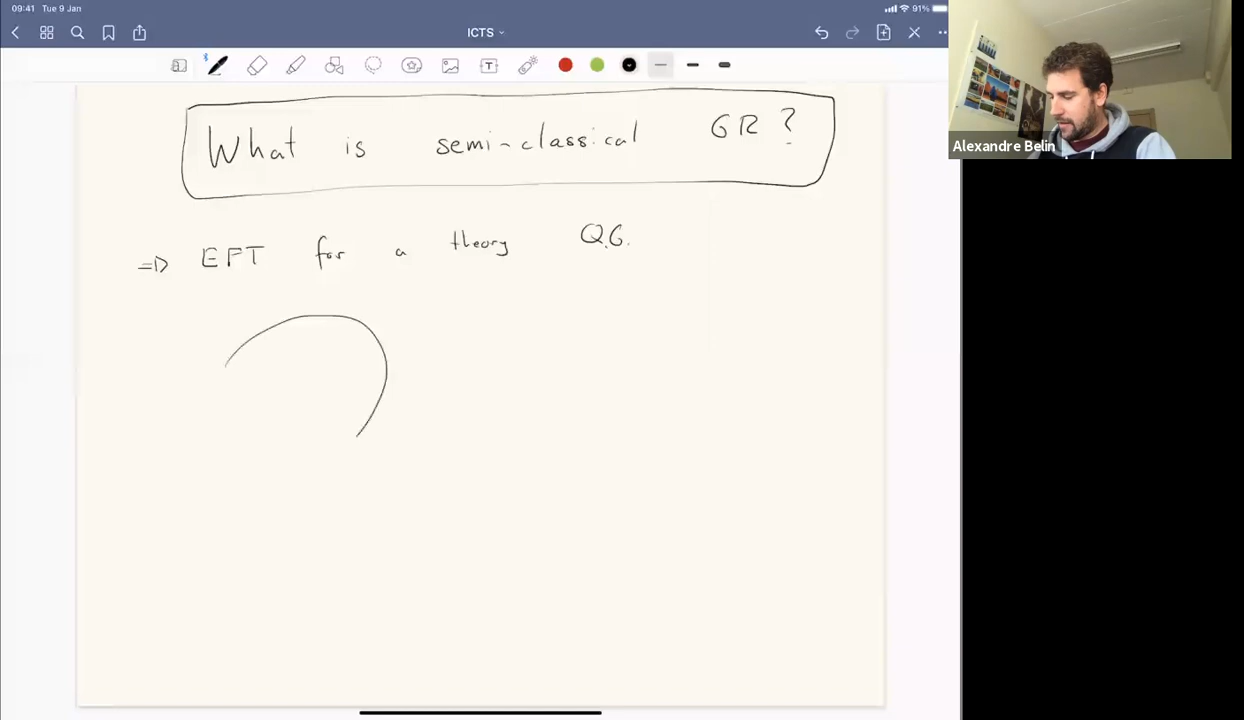 09:41 Tue 9 Jan
91%
ICTS
What is semi-classical GR?
Alexandre Belin
⇒ EFT for a theory Q.G.